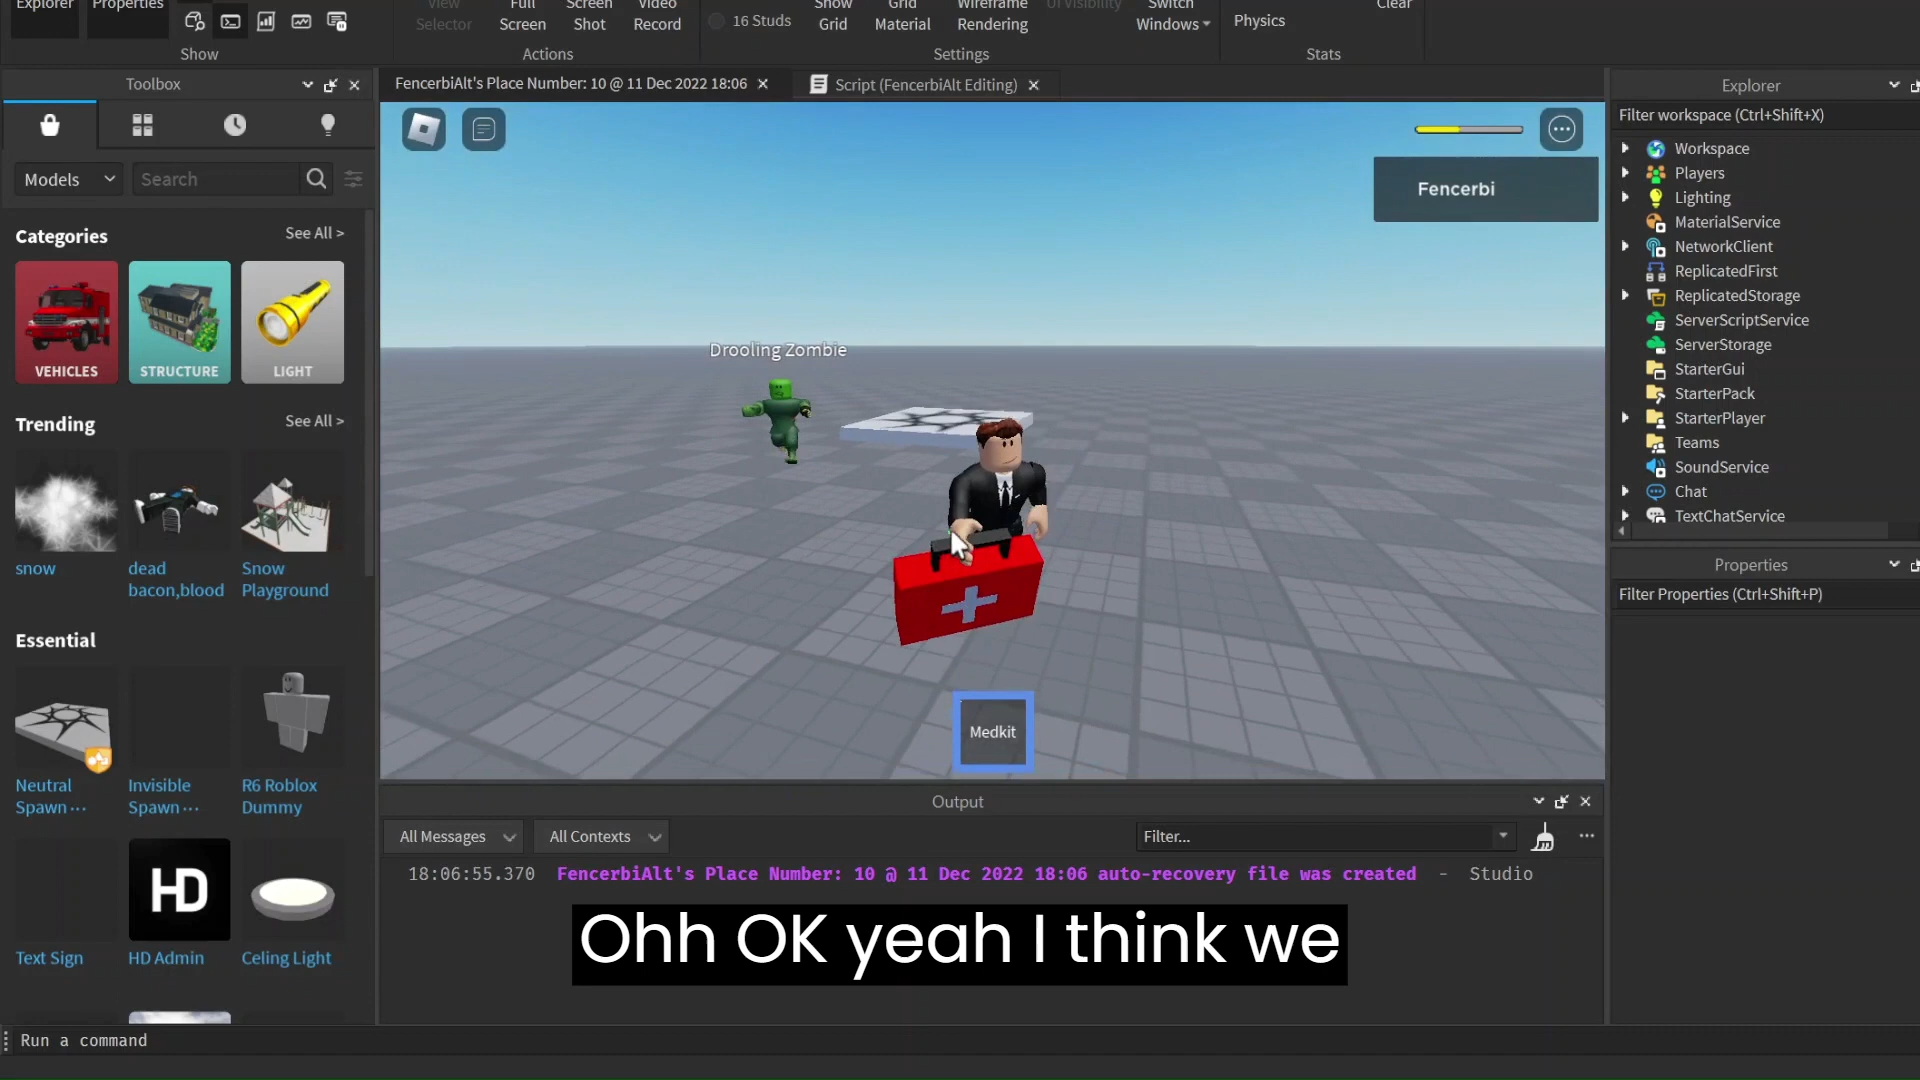 Explorer
Properties
Show
View
Selector
Full
Screen
Screen
Shot
Video
Record
Actions
16 Studs
Show
Grid
Grid
Material
Wireframe
Rendering
UI Visibility
Switch
Windows
Settings
Physics
Clear
Stats
Toolbox
Models
Search
Categories
See All >
VEHICLES
STRUCTURE
LIGHT
Trending
See All >
snow
dead
bacon,blood
Snow
Playground
Essential
Neutral
Spawn ...
Invisible
Spawn ...
R6 Roblox
Dummy
HD
Text Sign
HD Admin
Celing Light
FencerbiAlt's Place Number: 10 @ 11 Dec 2022 18:06
Script (FencerbiAlt Editing)
Fencerbi
Drooling Zombie
Medkit
Output
All Messages
All Contexts
Filter...
18:06:55.370 FencerbiAlt's Place Number: 10 @ 11 Dec 2022 18:06 auto-recovery file was created - Studio
Ohh OK yeah I think we
Run a command
Explorer
Filter workspace (Ctrl+Shift+X)
Workspace
Players
Lighting
MaterialService
NetworkClient
ReplicatedFirst
ReplicatedStorage
ServerScriptService
ServerStorage
StarterGui
StarterPack
StarterPlayer
Teams
SoundService
Chat
TextChatService
Properties
Filter Properties (Ctrl+Shift+P)